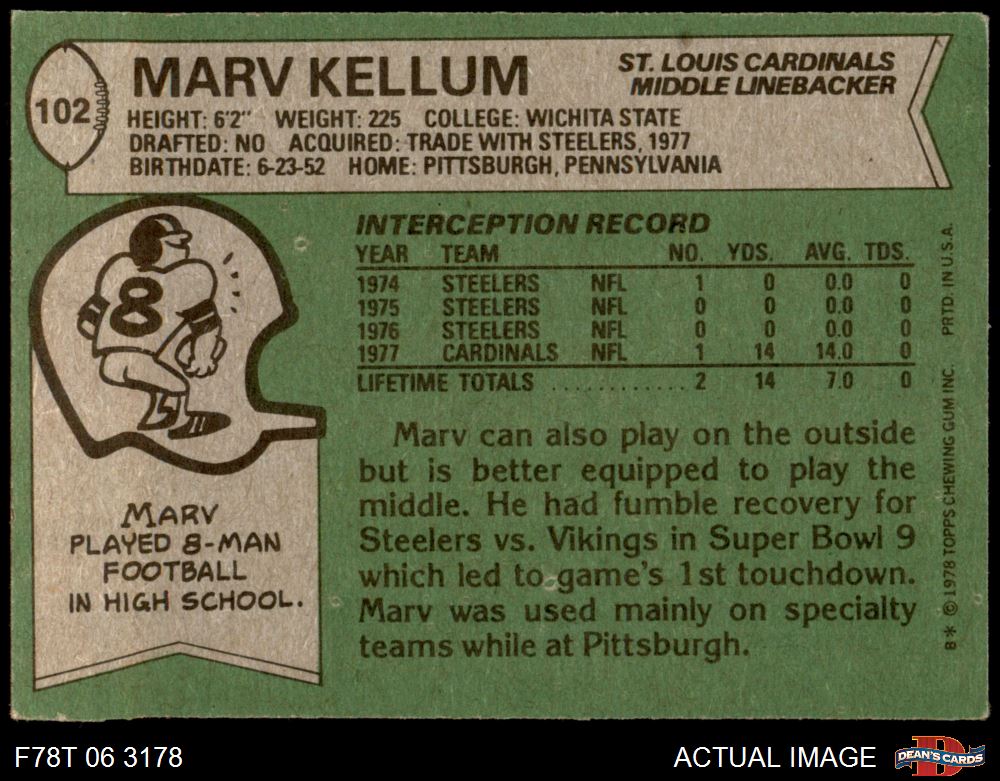 102
MARV KELLUM
ST. LOUIS CARDINALS
MIDDLE LINEBACKER
HEIGHT: 6'2" WEIGHT: 225 COLLEGE: WICHITA STATE
DRAFTED: NO ACQUIRED: TRADE WITH STEELERS, 1977
BIRTHDATE: 6-23-52 HOME: PITTSBURGH, PENNSYLVANIA
8
MARV
PLAYED 8-MAN
FOOTBALL
IN HIGH SCHOOL.
INTERCEPTION RECORD
YEAR TEAM NO. YDS. AVG. TDS.
1974 STEELERS NFL 1 0 0.0 0
1975 STEELERS NFL 0 0 0.0 0
1976 STEELERS NFL 0 0 0.0 0
1977 CARDINALS NFL 1 14 14.0 0
LIFETIME TOTALS ............ 2 14 7.0 0
Marv can also play on the outside
but is better equipped to play the
middle. He had fumble recovery for
Steelers vs. Vikings in Super Bowl 9
which led to game's 1st touchdown.
Marv was used mainly on specialty
teams while at Pittsburgh.
B* © 1978 TOPPS CHEWING GUM INC. PRTD. IN U.S.A.
F78T 06 3178
ACTUAL IMAGE
D
DEAN'S CARDS